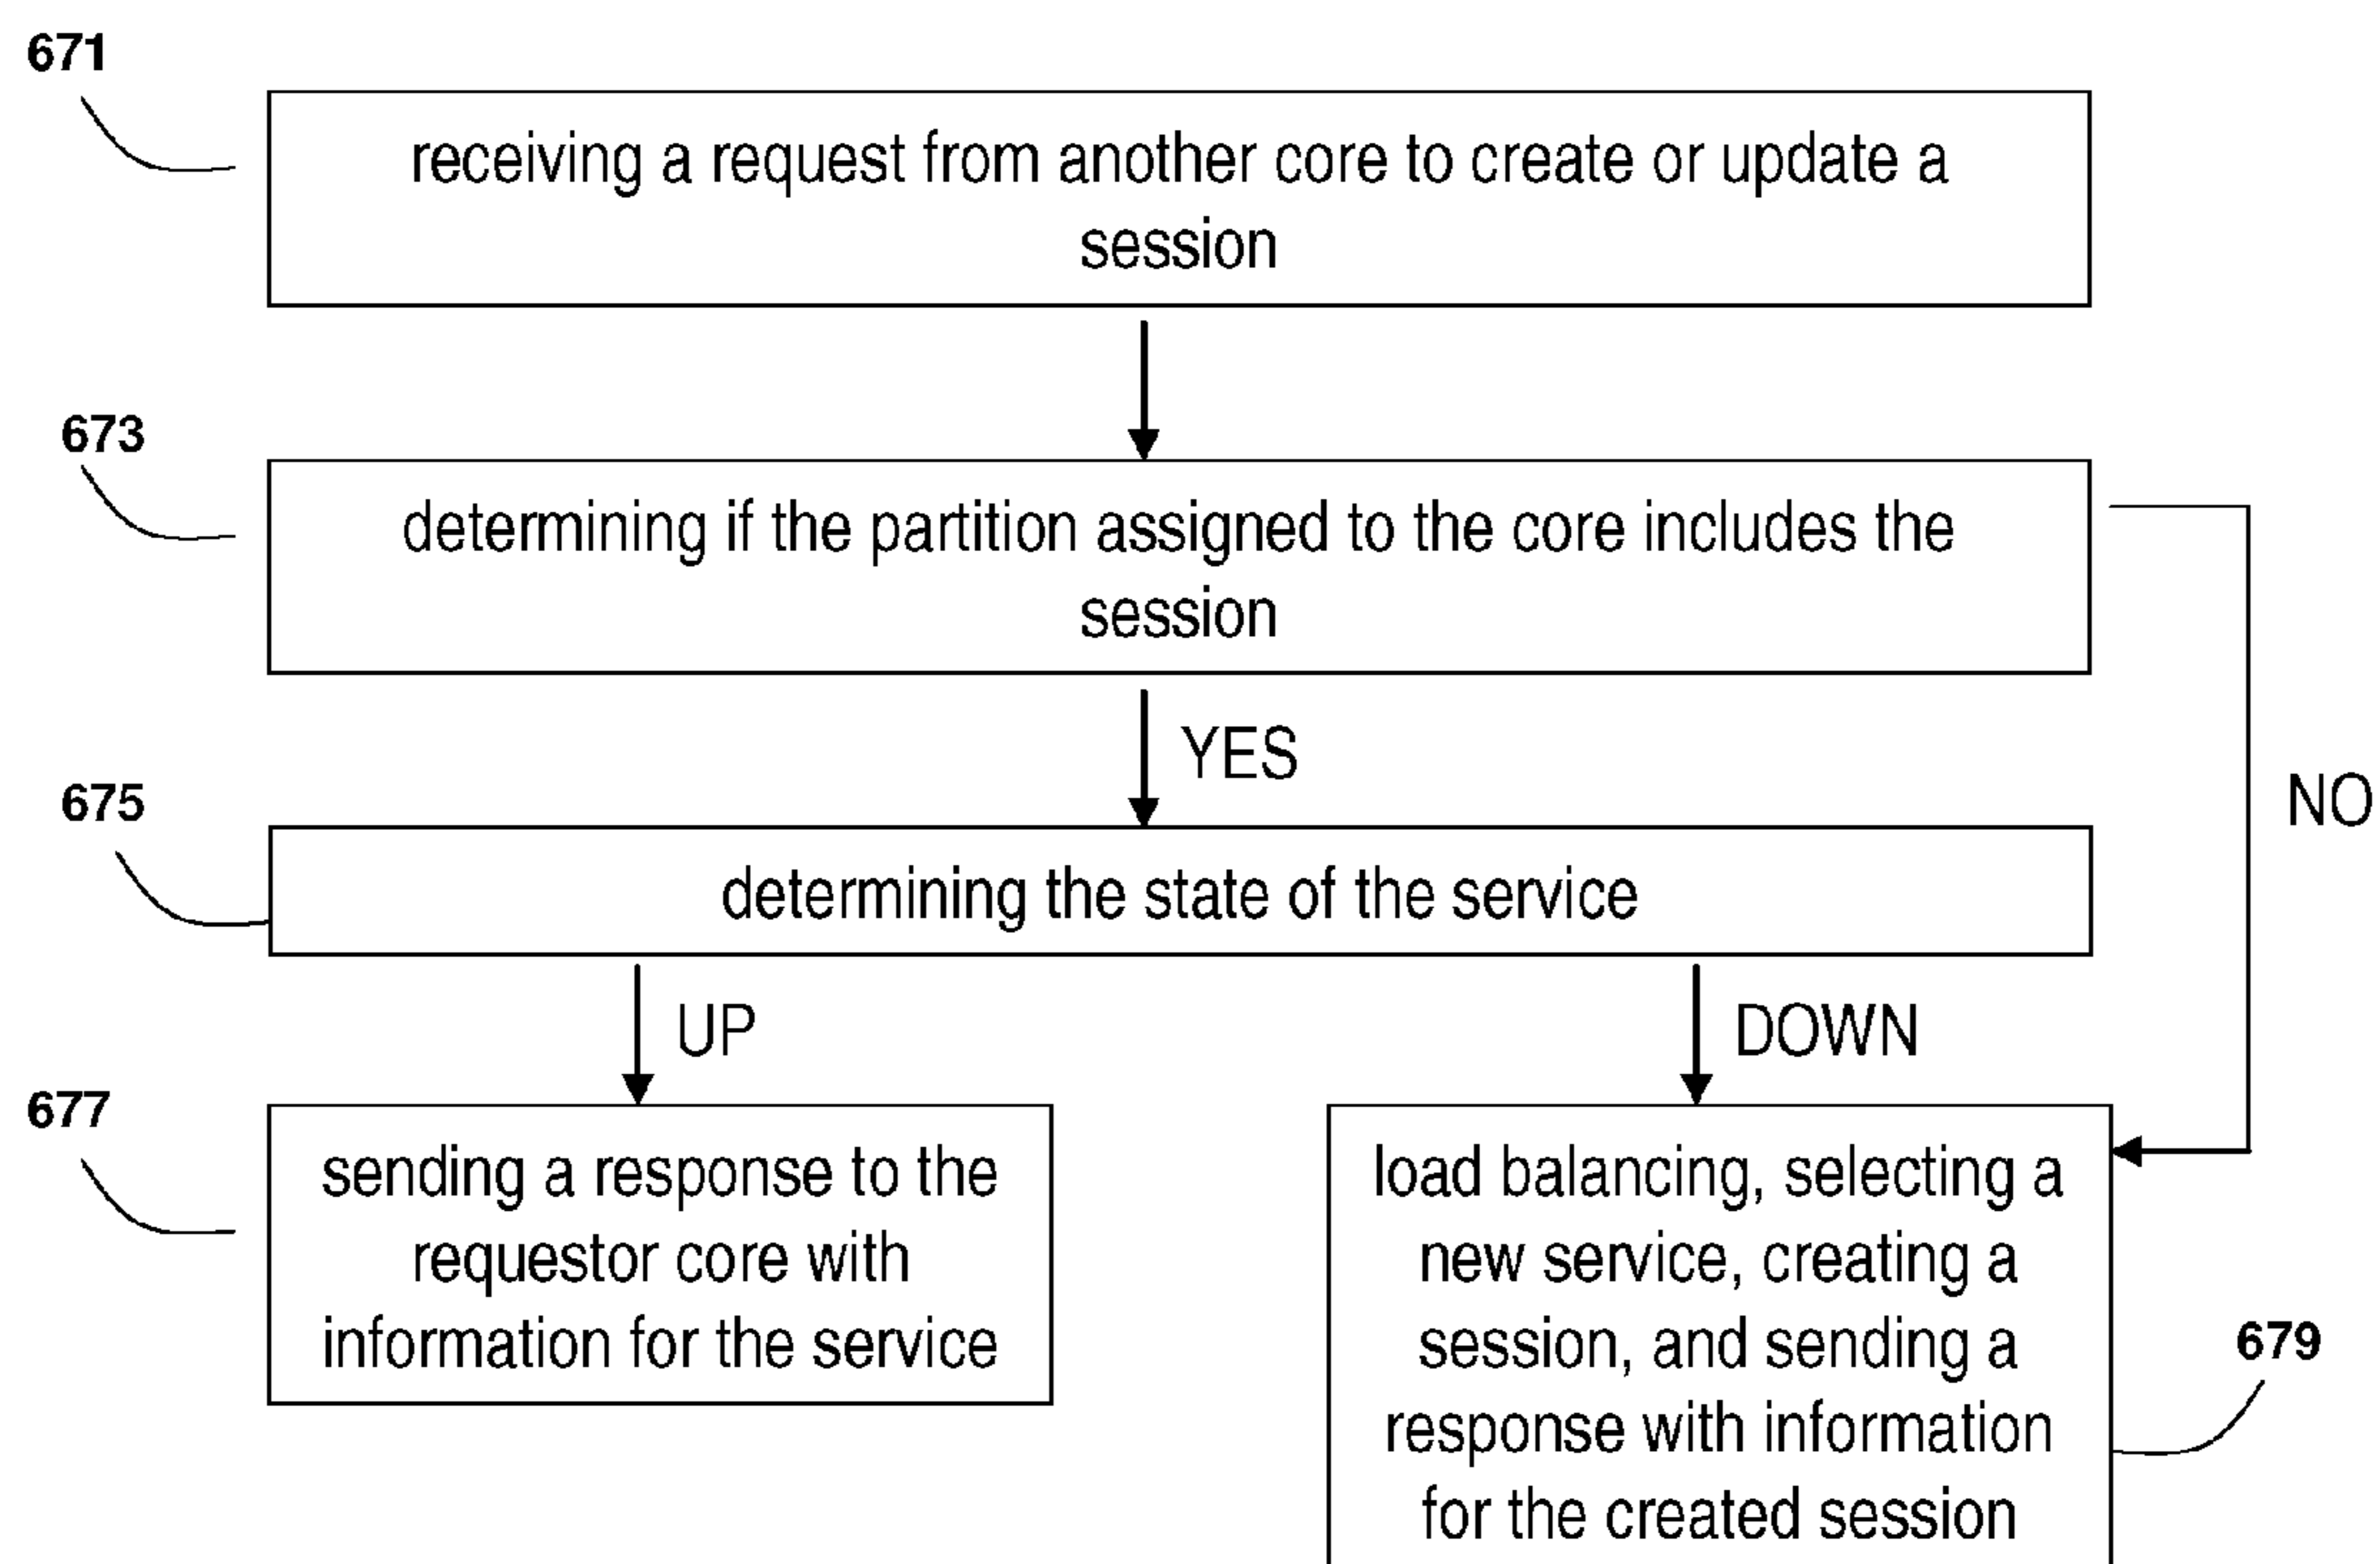 671
receiving a request from another core to create or update a
session
673
determining if the partition assigned to the core includes the
session
YES
NO
675
determining the state of the service
UP
DOWN
677
sending a response to the
requestor core with
information for the service
load balancing, selecting a
new service, creating a
session, and sending a
response with information
for the created session
679